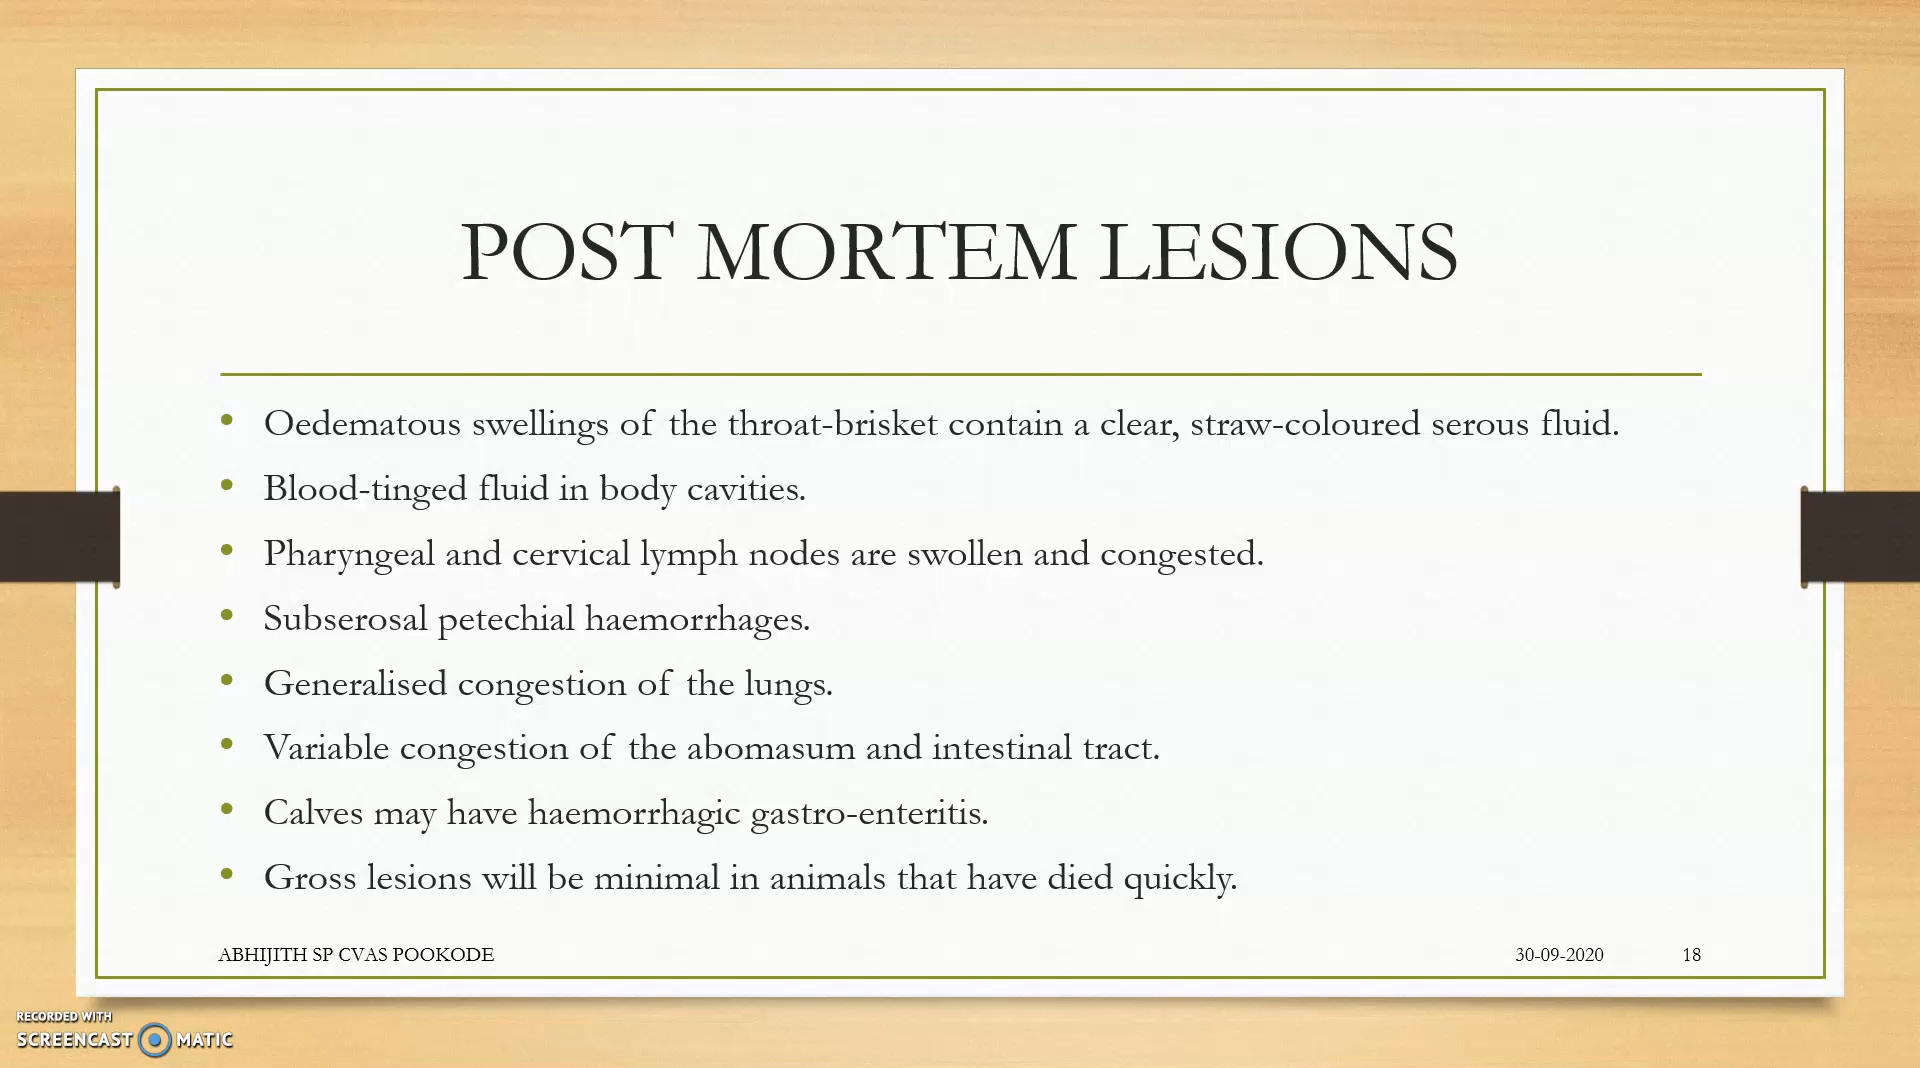 POST MORTEM LESIONS
• Oedematous swellings of the throat-brisket contain a clear, straw-coloured serous fluid.
• Blood-tinged fluid in body cavities.
• Pharyngeal and cervical lymph nodes are swollen and congested.
• Subserosal petechial haemorrhages.
• Generalised congestion of the lungs.
• Variable congestion of the abomasum and intestinal tract.
• Calves may have haemorrhagic gastro-enteritis.
• Gross lesions will be minimal in animals that have died quickly.
ABHIJITH SP CVAS POOKODE 30-09-2020 18
RECORDED WITH
SCREENCAST MATIC